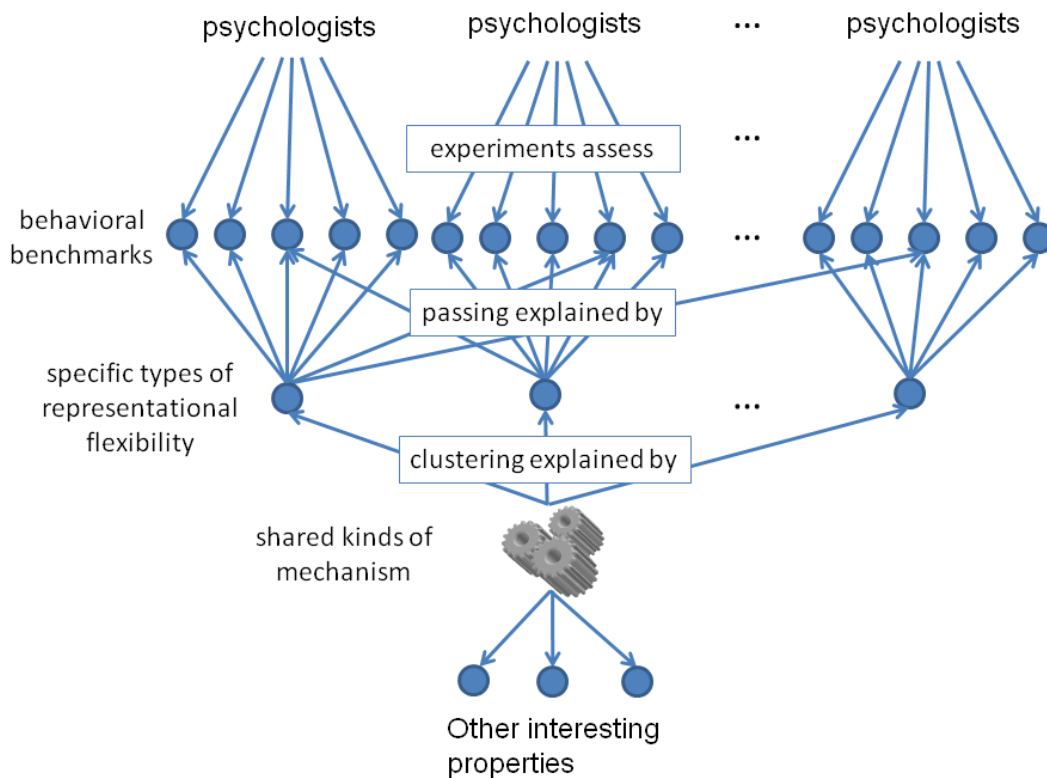 psychologists
psychologists
...
psychologists
experiments assess
...
behavioral
benchmarks
...
passing explained by
specific types of
representational
flexibility
...
clustering explained by
shared kinds of
mechanism
Other interesting
properties